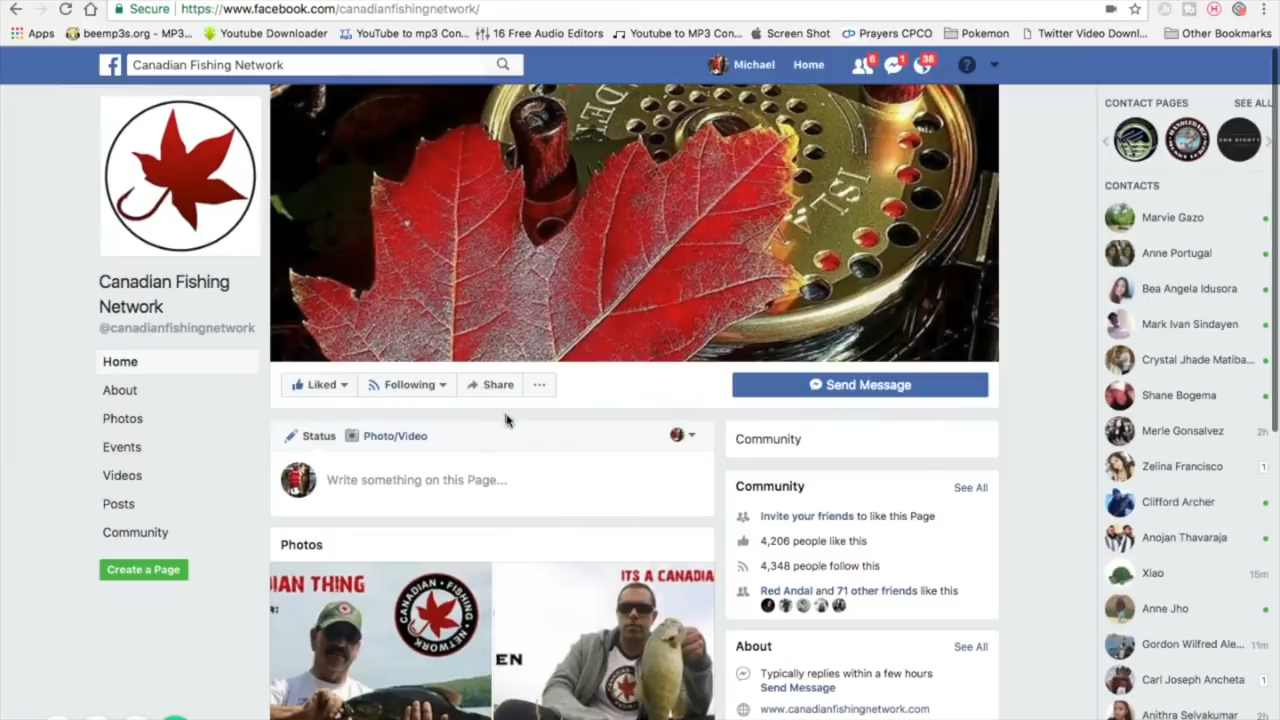 Secure
https://www.facebook.com/canadianfishingnetwork/
Apps
beemp3s.org - MP3...
Youtube Downloader
YouTube to mp3 Con...
16 Free Audio Editors
Youtube to MP3 Con...
Screen Shot
Prayers CPCO
Pokemon
Twitter Video Downl...
Other Bookmarks
Canadian Fishing Network
Michael
Home
6
1
38
ISLANDER
Canadian Fishing
Network
@canadianfishingnetwork
Home
About
Photos
Events
Videos
Posts
Community
Create a Page
Liked
Following
Share
Send Message
Status
Photo/Video
Write something on this Page...
Photos
IAN THING
CANADIAN • FISHING
NETWORK
ITS A CANADIA
EN
Community
Community
See All
Invite your friends to like this Page
4,206 people like this
4,348 people follow this
Red Andal and 71 other friends like this
About
See All
Typically replies within a few hours
Send Message
www.canadianfishingnetwork.com
CONTACT PAGES
SEE ALL
CONTACTS
Marvie Gazo
Anne Portugal
Bea Angela Idusora
Mark Ivan Sindayen
Crystal Jhade Matiba...
Shane Bogema
Merie Gonsalvez
2h
Zelina Francisco
1
Clifford Archer
Anojan Thavaraja
Xiao
15m
Anne Jho
Gordon Wilfred Ale...
11m
Carl Joseph Ancheta
1
Anithra Selvakumar
2h